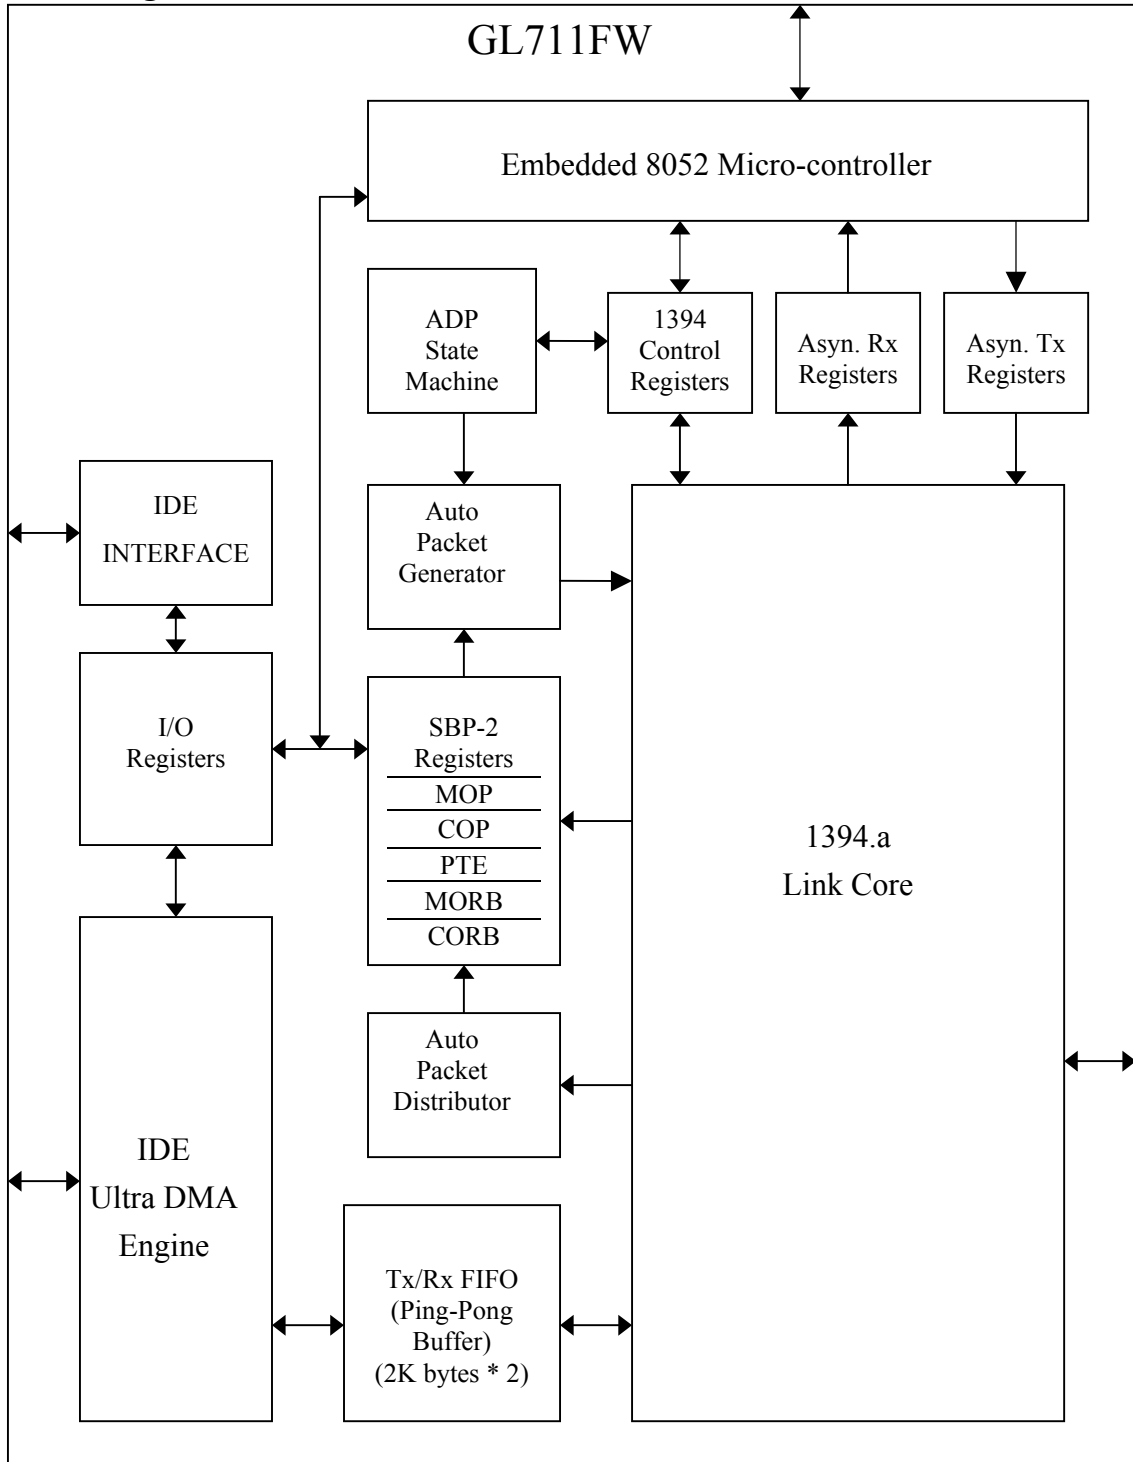 GL711FW
Embedded 8052 Micro-controller
ADP
State
Machine
1394
Control
Registers
Asyn. Rx
Registers
Asyn. Tx
Registers
IDE
INTERFACE
Auto
Packet
Generator
I/O
Registers
SBP-2
Registers
MOP
COP
PTE
MORB
CORB
1394.a
Link Core
Auto
Packet
Distributor
IDE
Ultra DMA
Engine
Tx/Rx FIFO
(Ping-Pong
Buffer)
(2K bytes * 2)